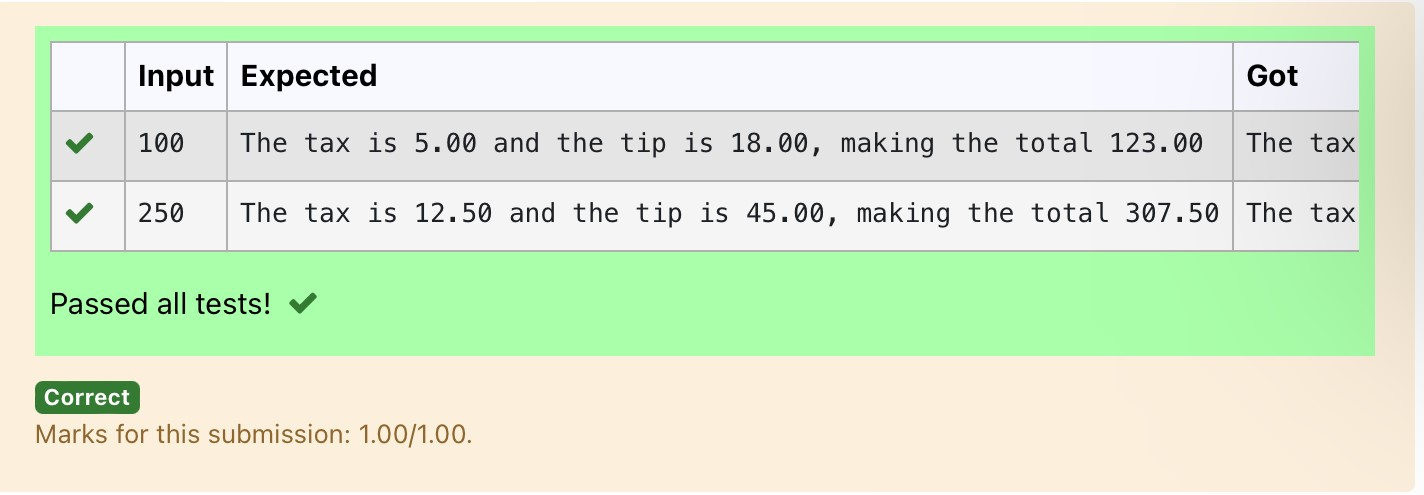 Input Expected Got
100 The tax is 5.00 and the tip is 18.00, making the total 123.00 The tax
250 The tax is 12.50 and the tip is 45.00, making the total 307.50 The tax
Passed all tests!
Correct
Marks for this submission: 1.00/1.00.